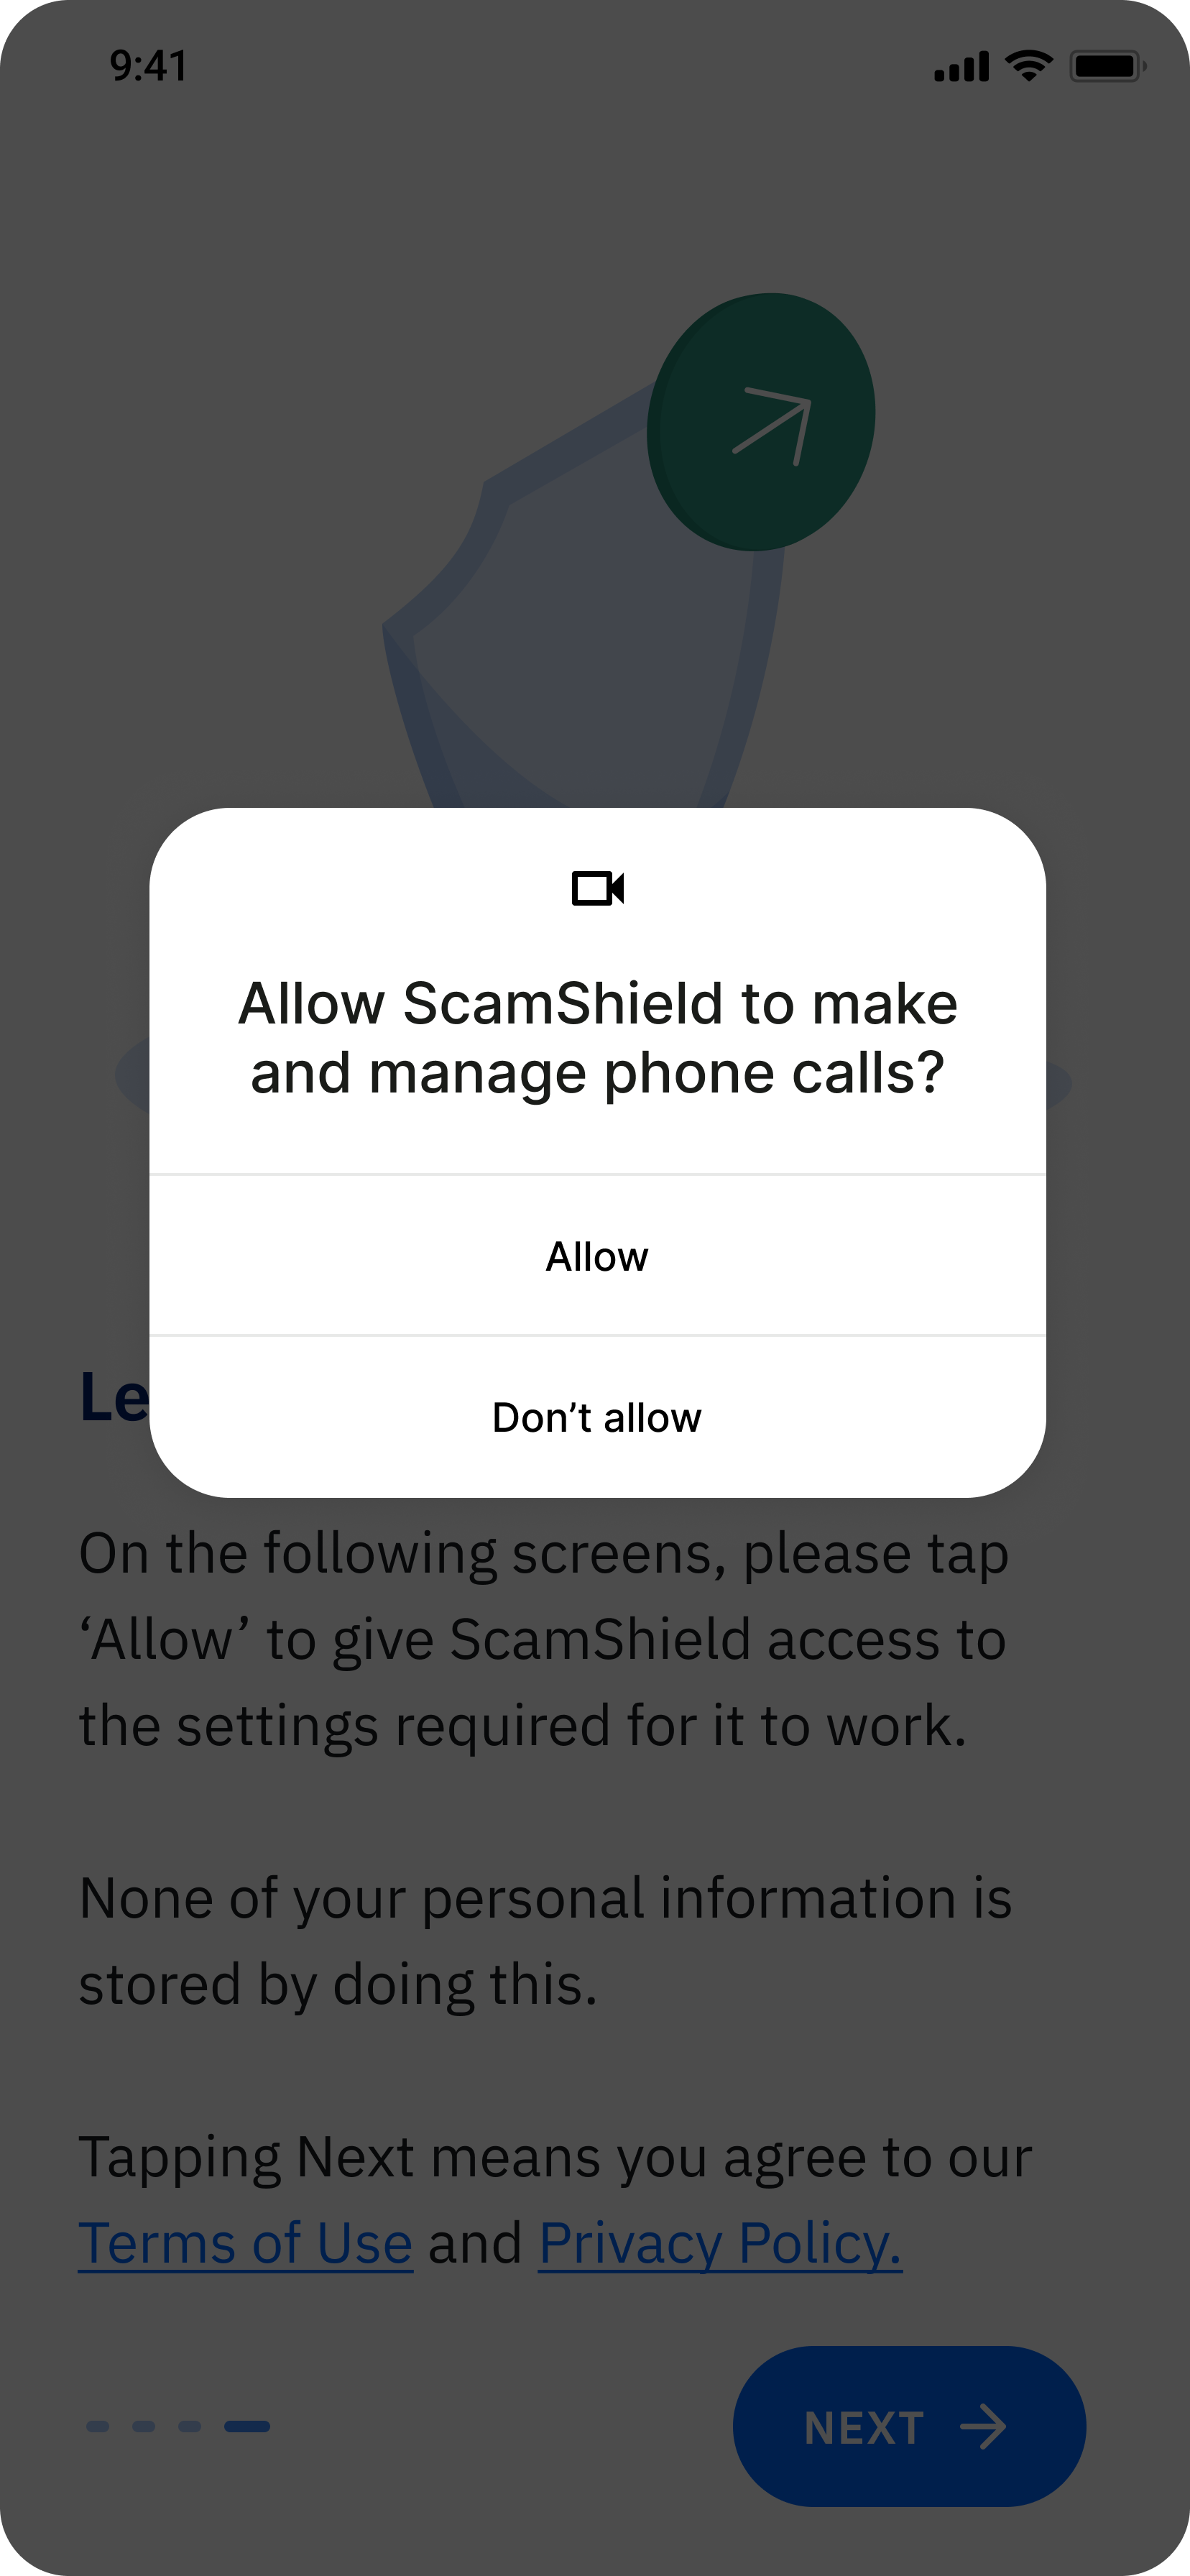 9:41
Allow ScamShield to make
and manage phone calls?
Allow
Don’t allow
Le
On the following screens, please tap
‘Allow’ to give ScamShield access to
the settings required for it to work.
None of your personal information is
stored by doing this.
Tapping Next means you agree to our
Terms of Use and Privacy Policy.
NEXT